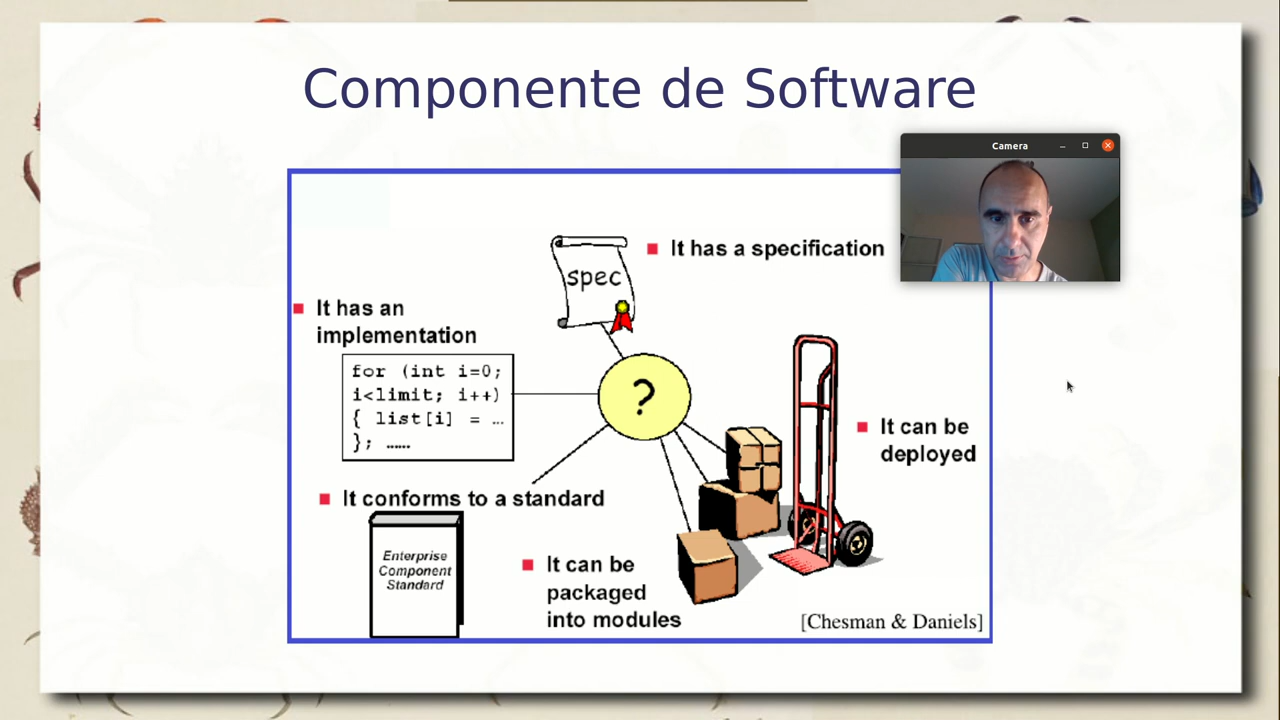 Componente de Software
Camera
It has a specification
spec
It has an
implementation
for (int i=0;
i<limit; i++)
{ list[i] = …
}; ……
?
It can be
deployed
It conforms to a standard
Enterprise
Component
Standard
It can be
packaged
into modules
[Chesman & Daniels]